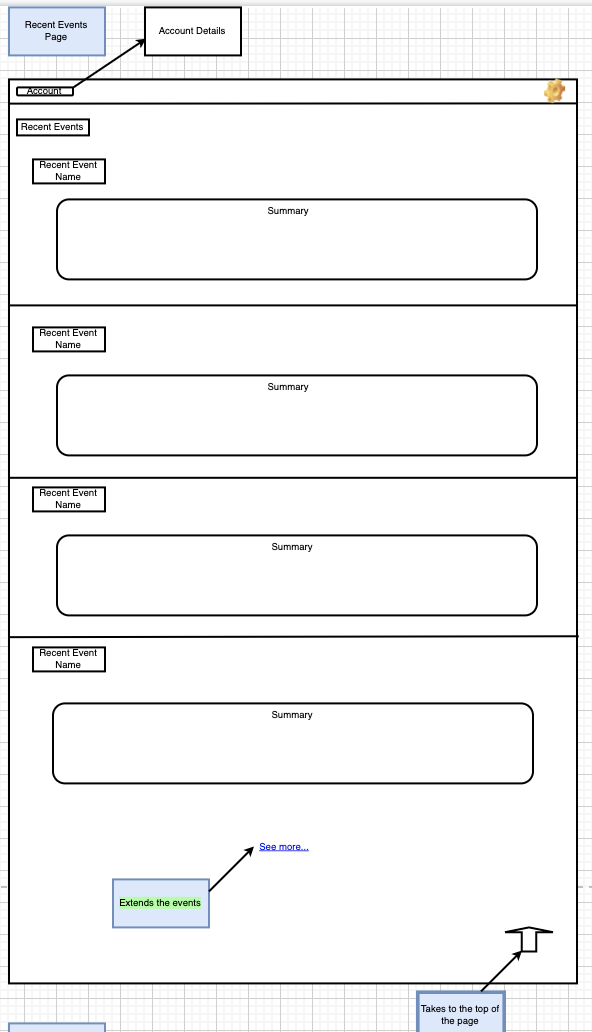 Recent Events
Page
Account Details
Account
Recent Events
Recent Event
Name
Summary
Recent Event
Name
Summary
Recent Event
Name
Summary
Recent Event
Name
Summary
See more...
Extends the events
Takes to the top of
the page